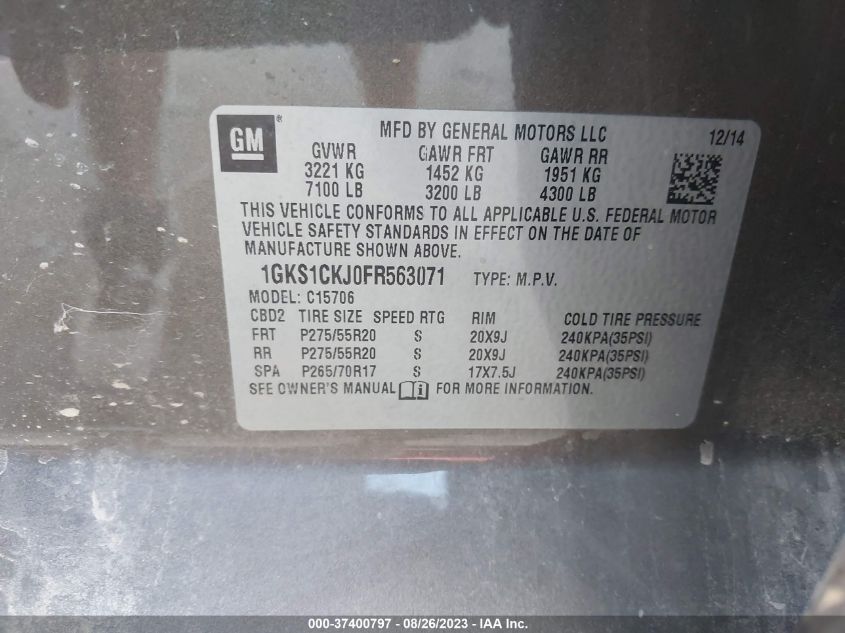 GM®
MFD BY GENERAL MOTORS LLC 12/14
GVWR GAWR FRT GAWR RR
3221 KG 1452 KG 1951 KG
7100 LB 3200 LB 4300 LB
THIS VEHICLE CONFORMS TO ALL APPLICABLE U.S. FEDERAL MOTOR
VEHICLE SAFETY STANDARDS IN EFFECT ON THE DATE OF
MANUFACTURE SHOWN ABOVE.
1GKS1CKJ0FR563071 TYPE: M.P.V.
MODEL: C15706
CBD2 TIRE SIZE SPEED RTG RIM COLD TIRE PRESSURE
FRT P275/55R20 S 20X9J 240KPA(35PSI)
RR P275/55R20 S 20X9J 240KPA(35PSI)
SPA P265/70R17 S 17X7.5J 240KPA(35PSI)
SEE OWNER'S MANUAL FOR MORE INFORMATION.
000-37400797 - 08/26/2023 - IAA Inc.